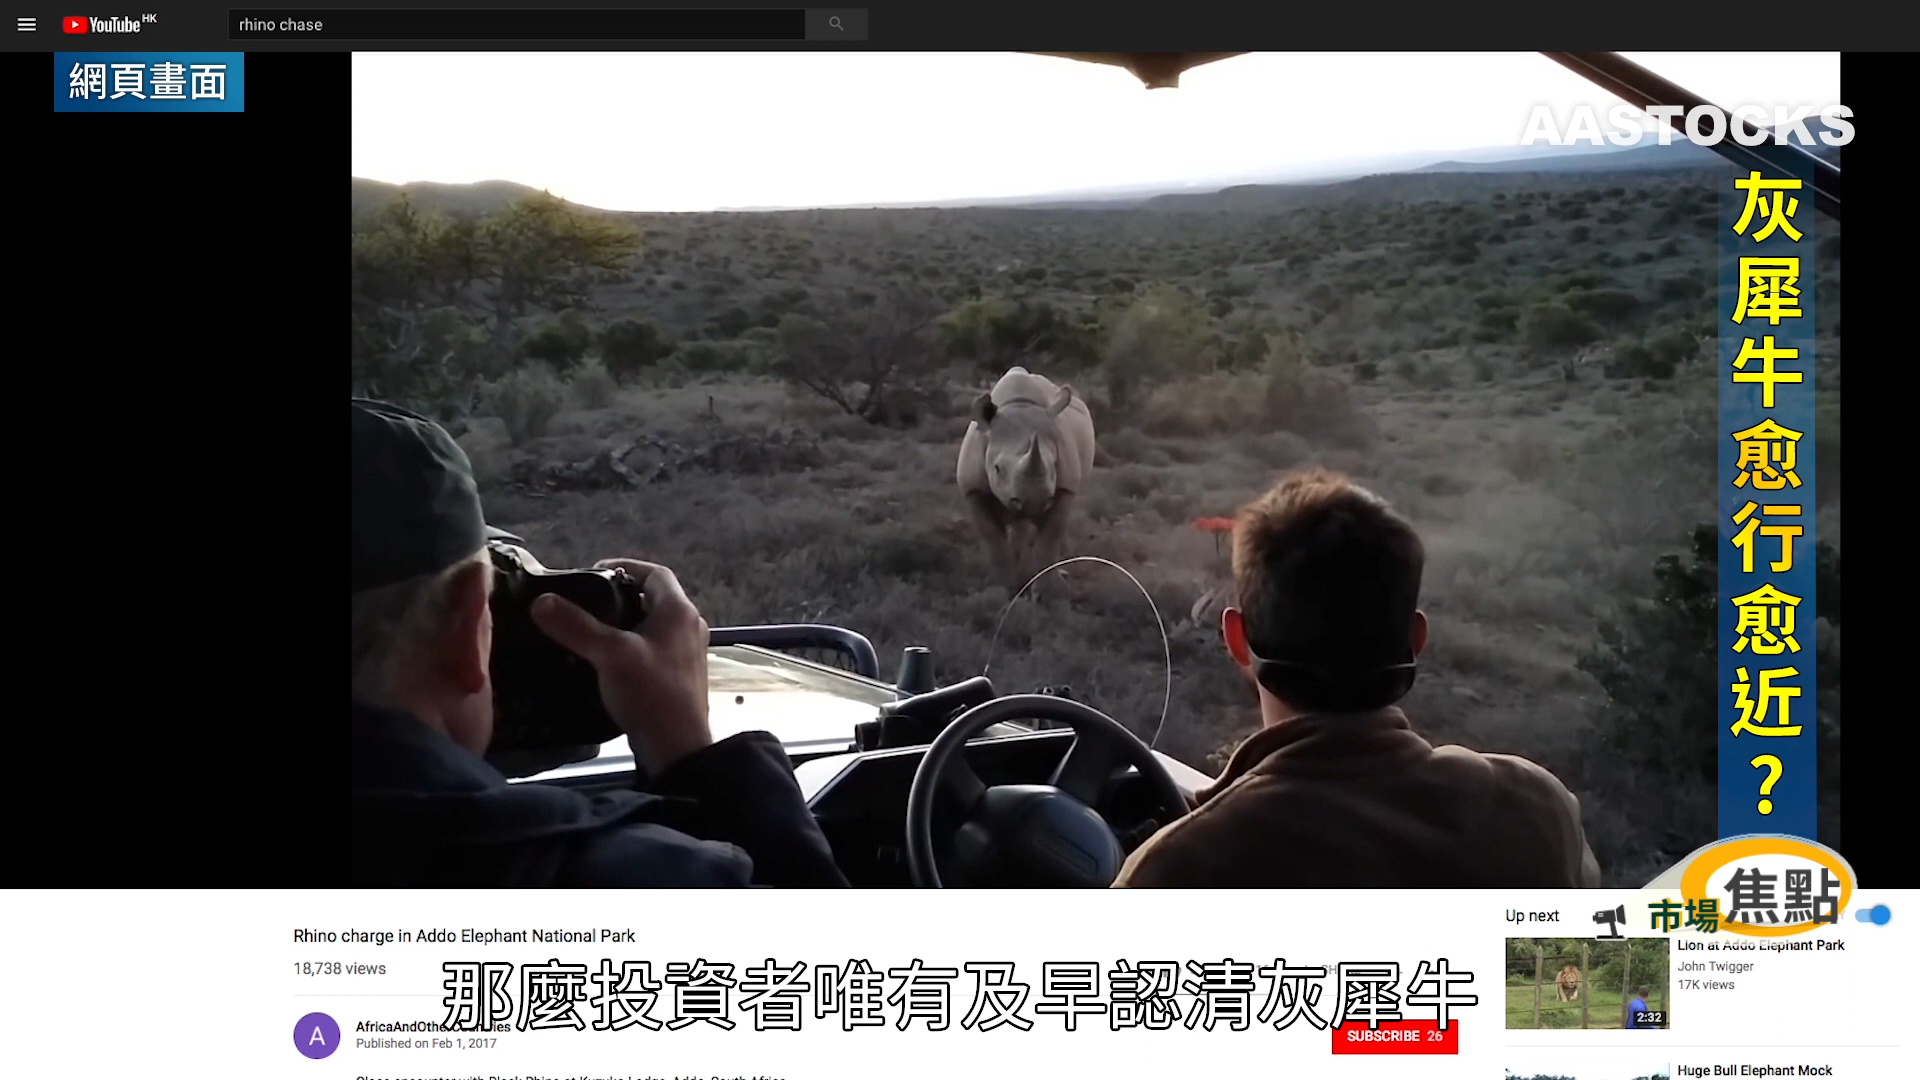 YouTube HK
rhino chase
網頁畫面
AASTOCKS
灰犀牛愈行愈近？
市場焦點
Rhino charge in Addo Elephant National Park
18,738 views
那麼投資者唯有及早認清灰犀牛
A
Published on Feb 1, 2017
SUBSCRIBE 26
Up next
Lion at Addo Elephant Park
John Twigger
17K views
2:32
Huge Bull Elephant Mock